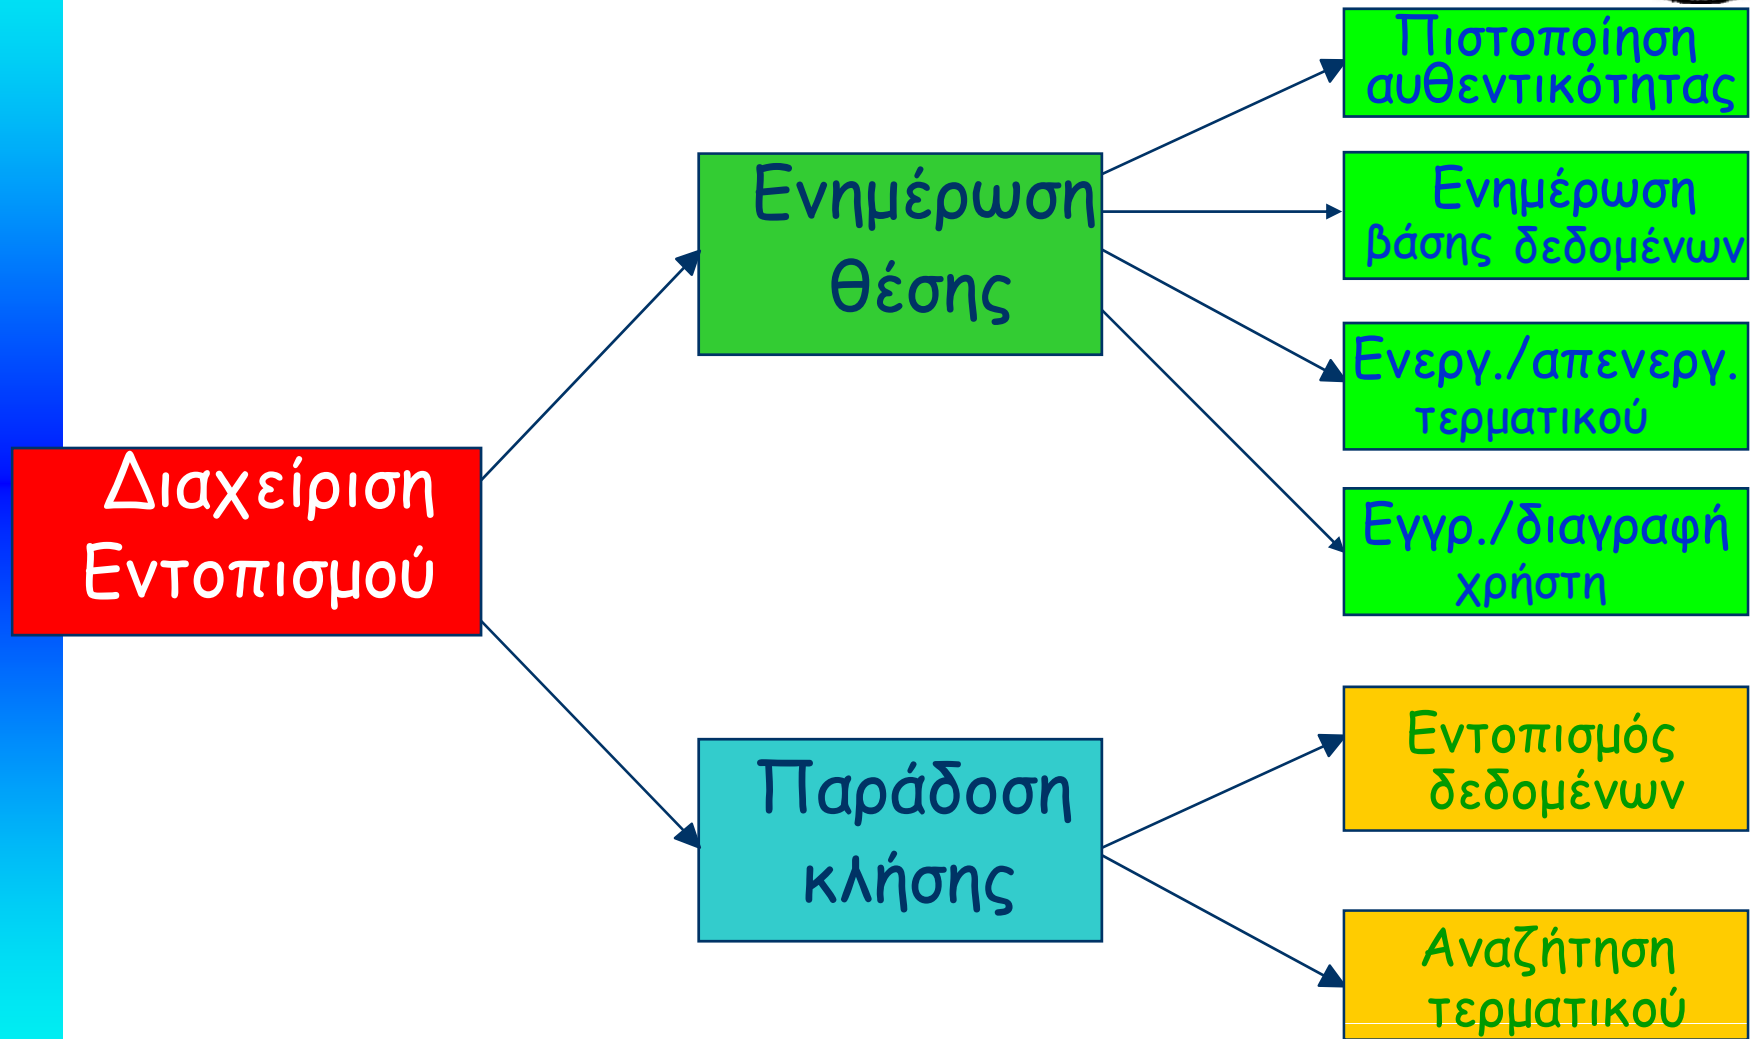 Διαχείριση
Εντοπισμού
Ενημέρωση
θέσης
Παράδοση
κλήσης
Πιστοποίηση
αυθεντικότητας
Ενημέρωση
βάσης δεδομένων
Ενεργ./απενεργ.
τερματικού
Εγγρ./διαγραφή
χρήστη
Εντοπισμός
δεδομένων
Αναζήτηση
τερματικού